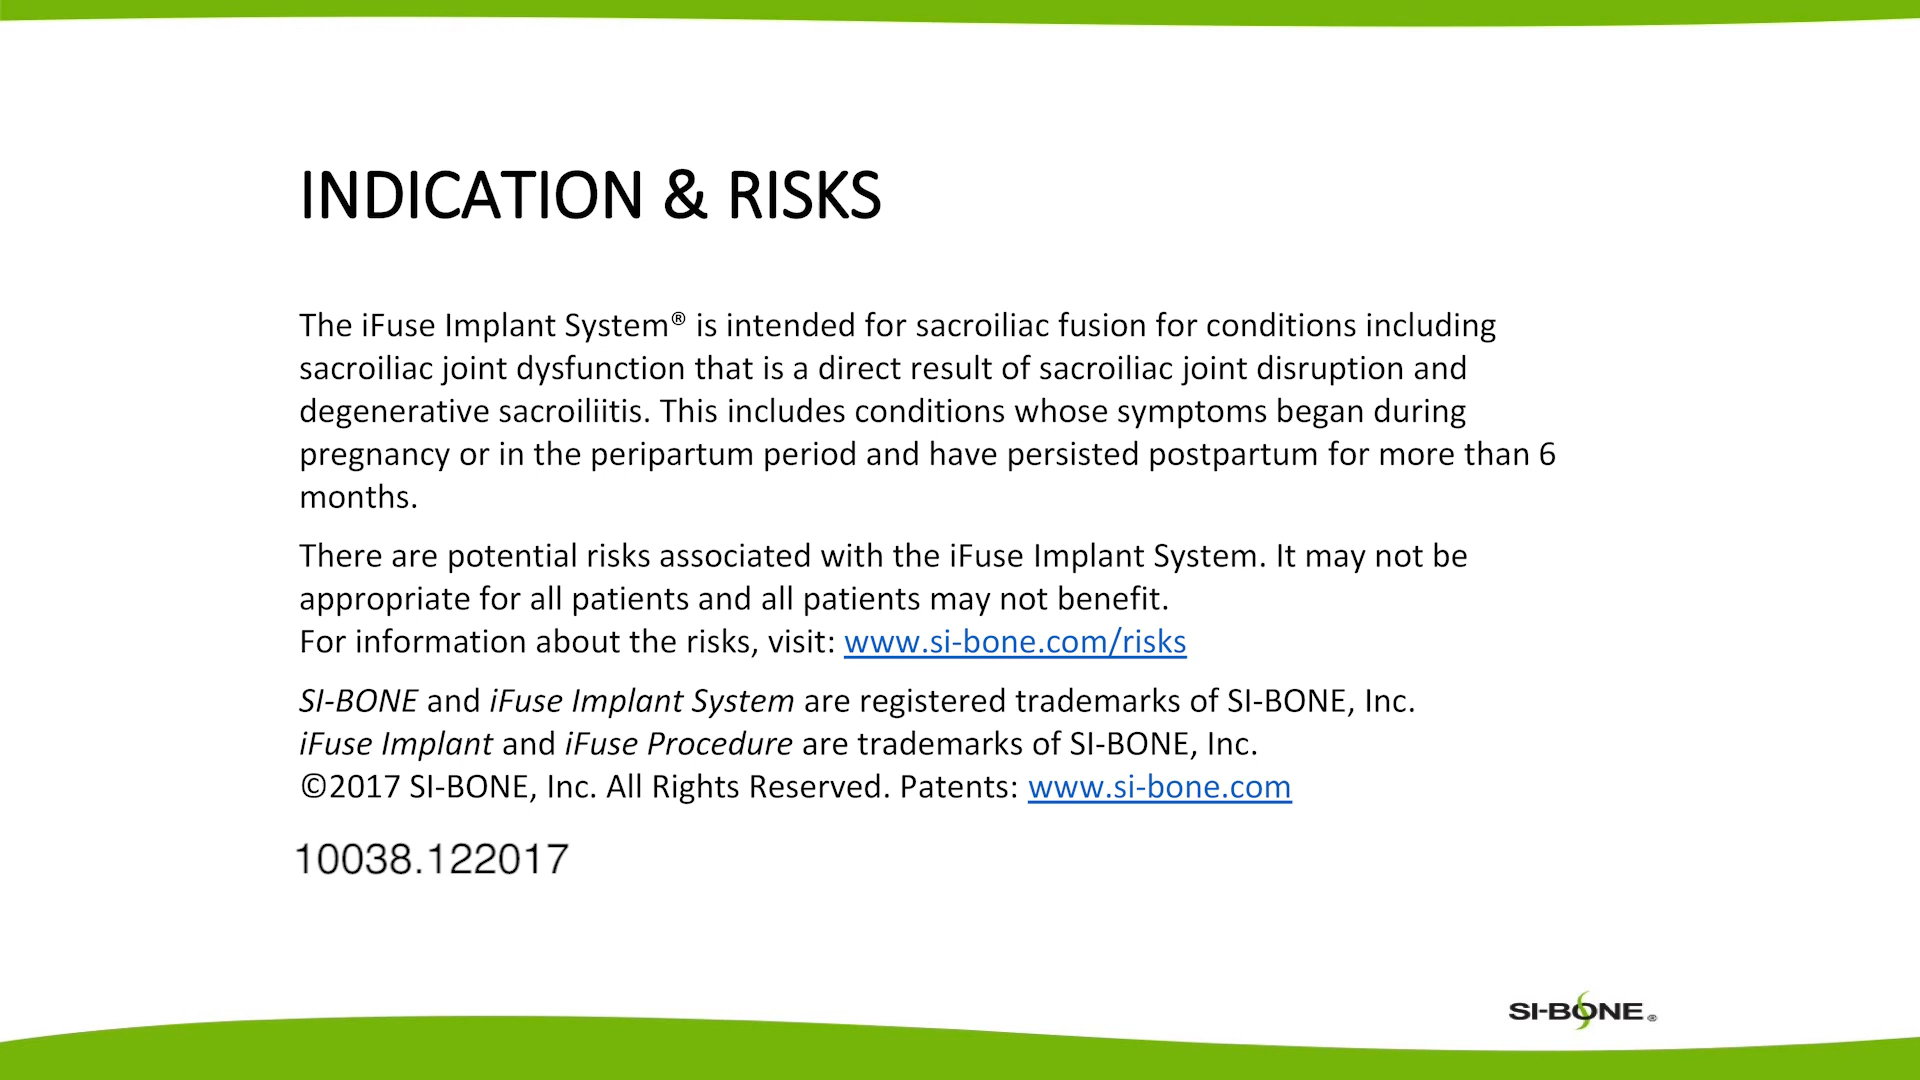 INDICATION & RISKS
The iFuse Implant System® is intended for sacroiliac fusion for conditions including
sacroiliac joint dysfunction that is a direct result of sacroiliac joint disruption and
degenerative sacroiliitis. This includes conditions whose symptoms began during
pregnancy or in the peripartum period and have persisted postpartum for more than 6
months.
There are potential risks associated with the iFuse Implant System. It may not be
appropriate for all patients and all patients may not benefit.
For information about the risks, visit: www.si-bone.com/risks
SI-BONE and iFuse Implant System are registered trademarks of SI-BONE, Inc.
iFuse Implant and iFuse Procedure are trademarks of SI-BONE, Inc.
©2017 SI-BONE, Inc. All Rights Reserved. Patents: www.si-bone.com
10038.122017
SI-BONE®